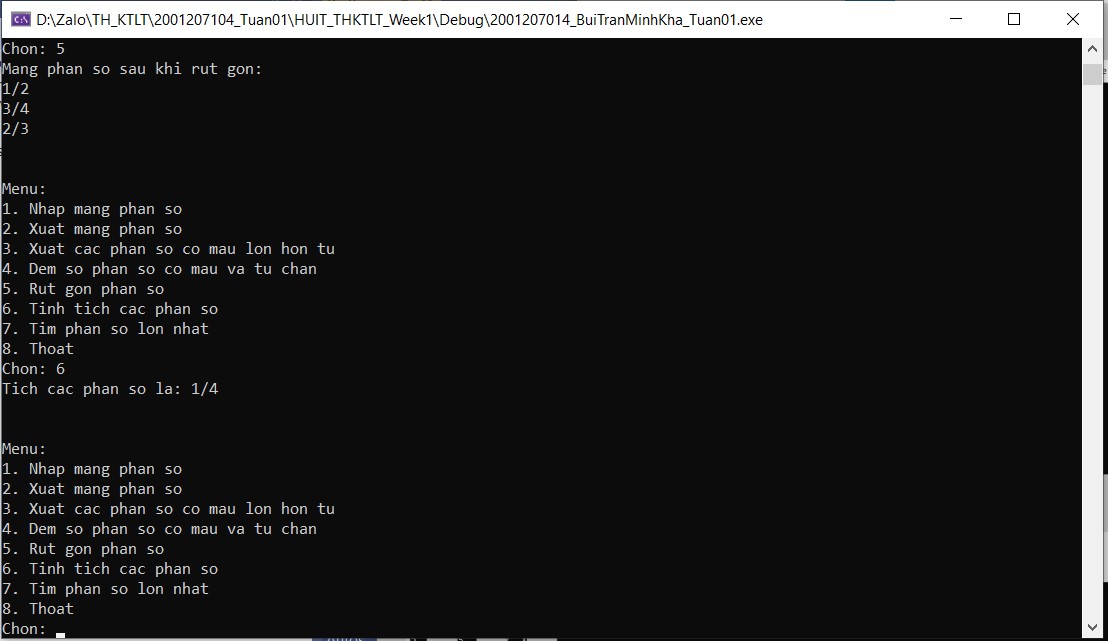 D:\Zalo\TH_KTLT\2001207104_Tuan01\HUIT_THKTLT_Week1\Debug\2001207014_BuiTranMinhKha_Tuan01.exe
Chon: 5
Mang phan so sau khi rut gon:
1/2
3/4
2/3
Menu:
1. Nhap mang phan so
2. Xuat mang phan so
3. Xuat cac phan so co mau lon hon tu
4. Dem so phan so co mau va tu chan
5. Rut gon phan so
6. Tinh tich cac phan so
7. Tim phan so lon nhat
8. Thoat
Chon: 6
Tich cac phan so la: 1/4
Menu:
1. Nhap mang phan so
2. Xuat mang phan so
3. Xuat cac phan so co mau lon hon tu
4. Dem so phan so co mau va tu chan
5. Rut gon phan so
6. Tinh tich cac phan so
7. Tim phan so lon nhat
8. Thoat
Chon: